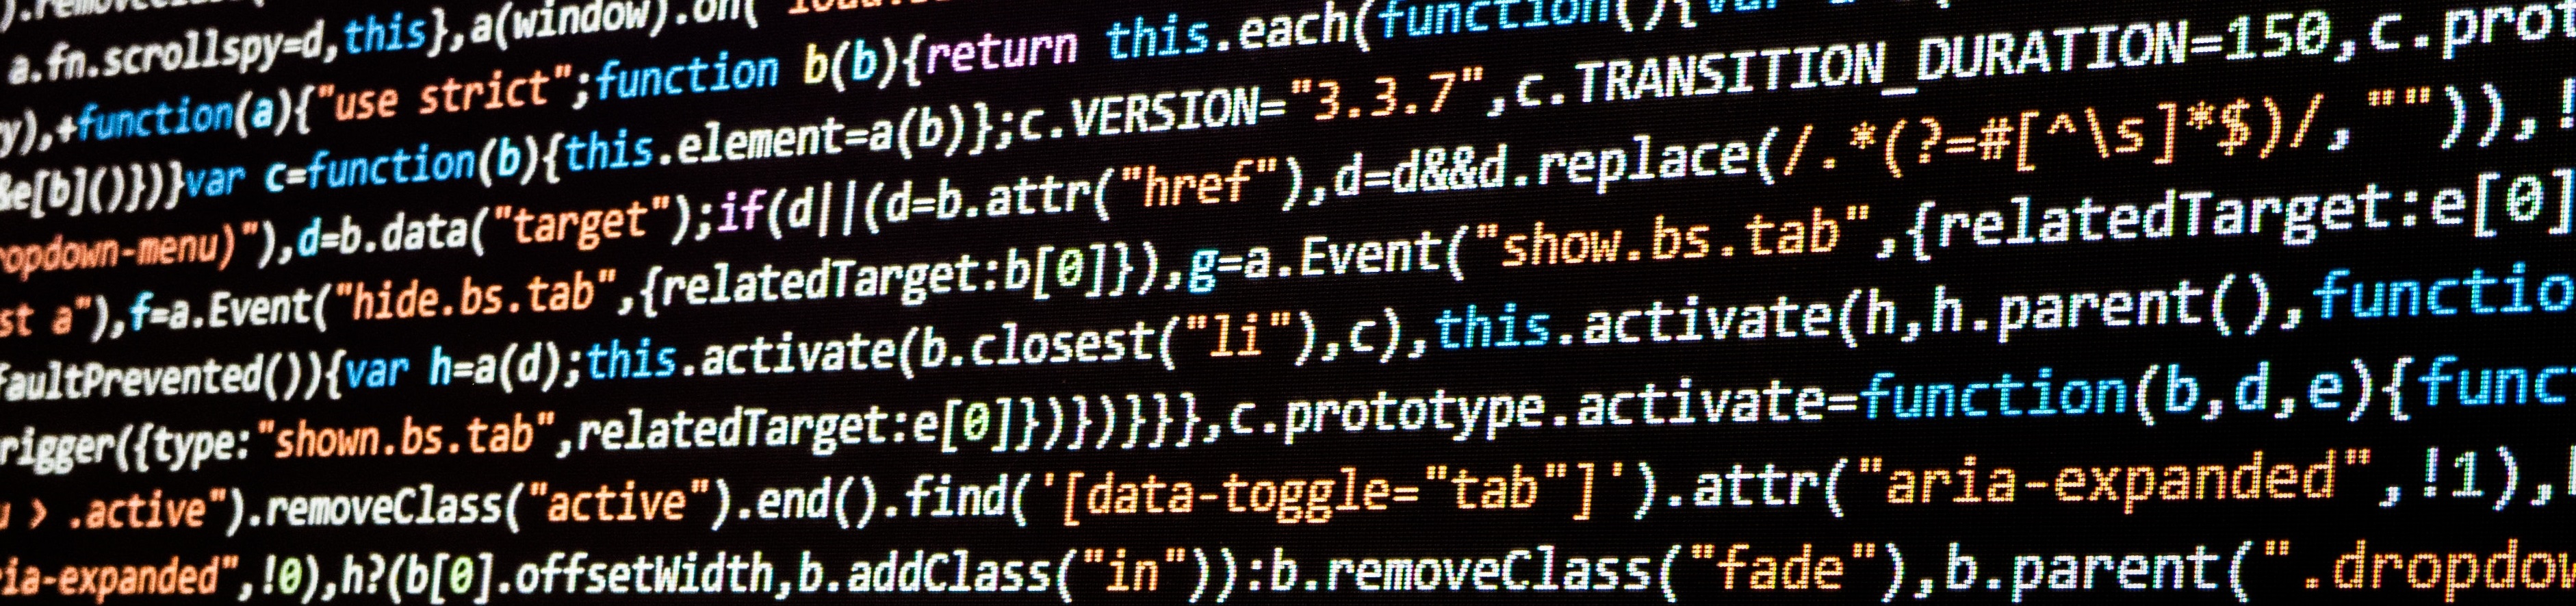 ).removeClass(
a.fn.scrollspy=d,this},a(window).on("load.
y),+function(a){"use strict";function b(b){return this.each(function(){var
&e[b]()})}var c=function(b){this.element=a(b)};c.VERSION="3.3.7",c.TRANSITION_DURATION=150,c.prot
opdown-menu)"),d=b.data("target");if(d||(d=b.attr("href"),d=d&&d.replace(/.*(?=#[^\s]*$)/,"")),!
st a"),f=a.Event("hide.bs.tab",{relatedTarget:b[0]}),g=a.Event("show.bs.tab",{relatedTarget:e[0]
faultPrevented()){var h=a(d);this.activate(b.closest("li"),c),this.activate(h,h.parent(),functio
rigger({type:"shown.bs.tab",relatedTarget:e[0]})})}}},c.prototype.activate=function(b,d,e){func
u > .active").removeClass("active").end().find('[data-toggle="tab"]').attr("aria-expanded",!1),
ia-expanded",!0),h?(b[0].offsetWidth,b.addClass("in")):b.removeClass("fade"),b.parent(".dropdow